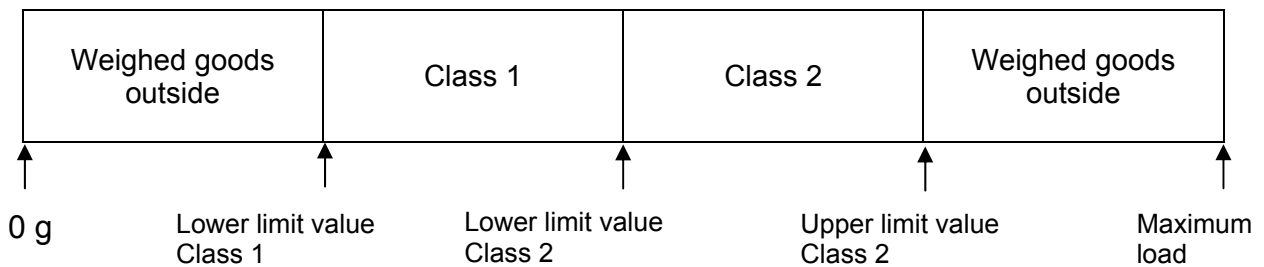 Weighed goods
outside
Class 1
Class 2
Weighed goods
outside
0 g
Lower limit value
Class 1
Lower limit value
Class 2
Upper limit value
Class 2
Maximum
load